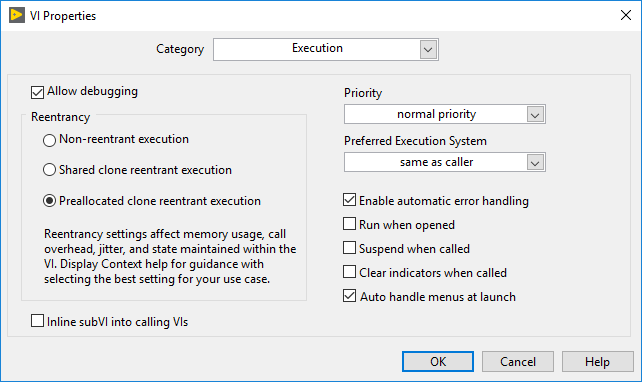 VI Properties
Category
Execution
Allow debugging
Reentrancy
Non-reentrant execution
Shared clone reentrant execution
Preallocated clone reentrant execution
Reentrancy settings affect memory usage, call
overhead, jitter, and state maintained within the
VI. Display Context help for guidance with
selecting the best setting for your use case.
Inline subVI into calling VIs
Priority
normal priority
Preferred Execution System
same as caller
Enable automatic error handling
Run when opened
Suspend when called
Clear indicators when called
Auto handle menus at launch
OK
Cancel
Help